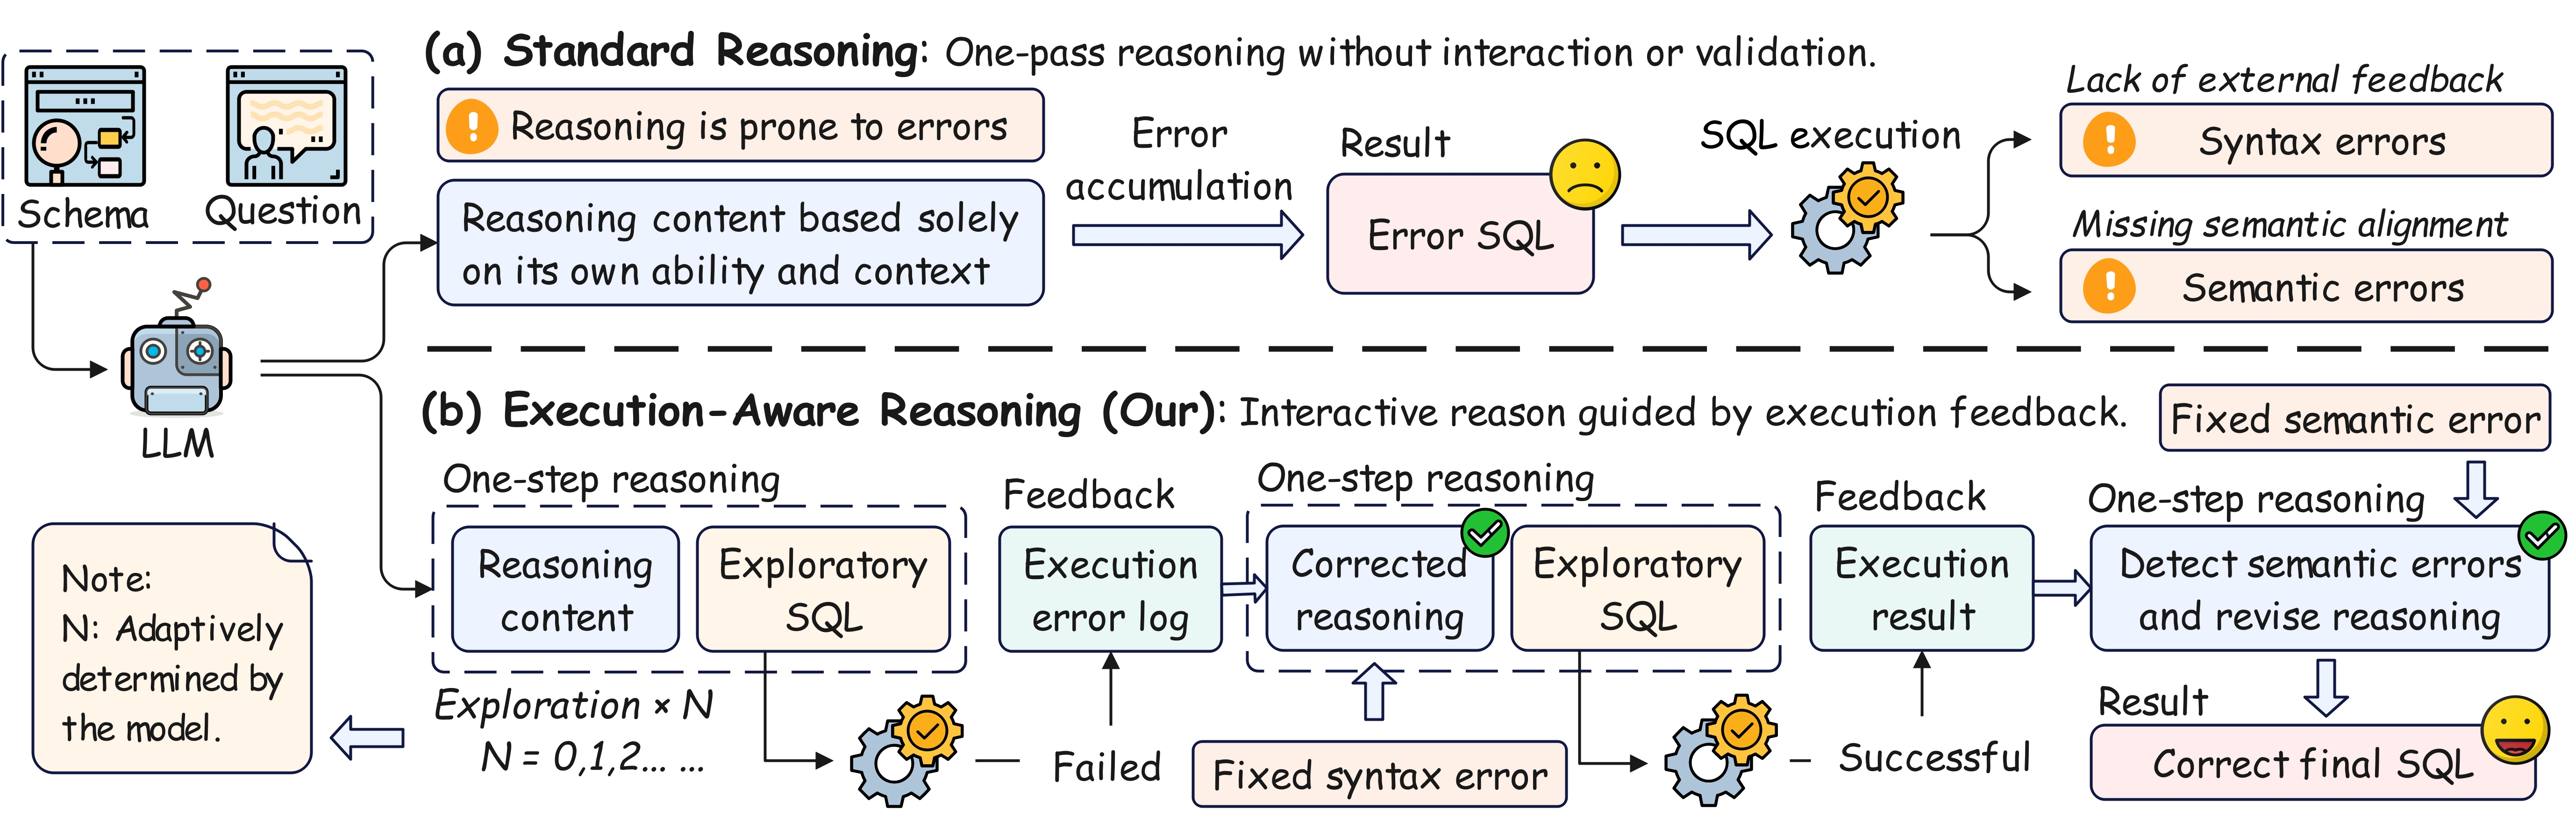 Schema
Question
LLM
(a) Standard Reasoning: One-pass reasoning without interaction or validation.
Reasoning is prone to errors
Reasoning content based solely
on its own ability and context
Error
accumulation
Result
Error SQL
SQL execution
Lack of external feedback
Syntax errors
Missing semantic alignment
Semantic errors
(b) Execution-Aware Reasoning (Our): Interactive reason guided by execution feedback.
Fixed semantic error
One-step reasoning
Reasoning
content
Exploratory
SQL
Exploration × N
N = 0,1,2... ...
Note:
N: Adaptively
determined by
the model.
Feedback
Execution
error log
Failed
One-step reasoning
Corrected
reasoning
Exploratory
SQL
Fixed syntax error
Feedback
Execution
result
Successful
One-step reasoning
Detect semantic errors
and revise reasoning
Result
Correct final SQL